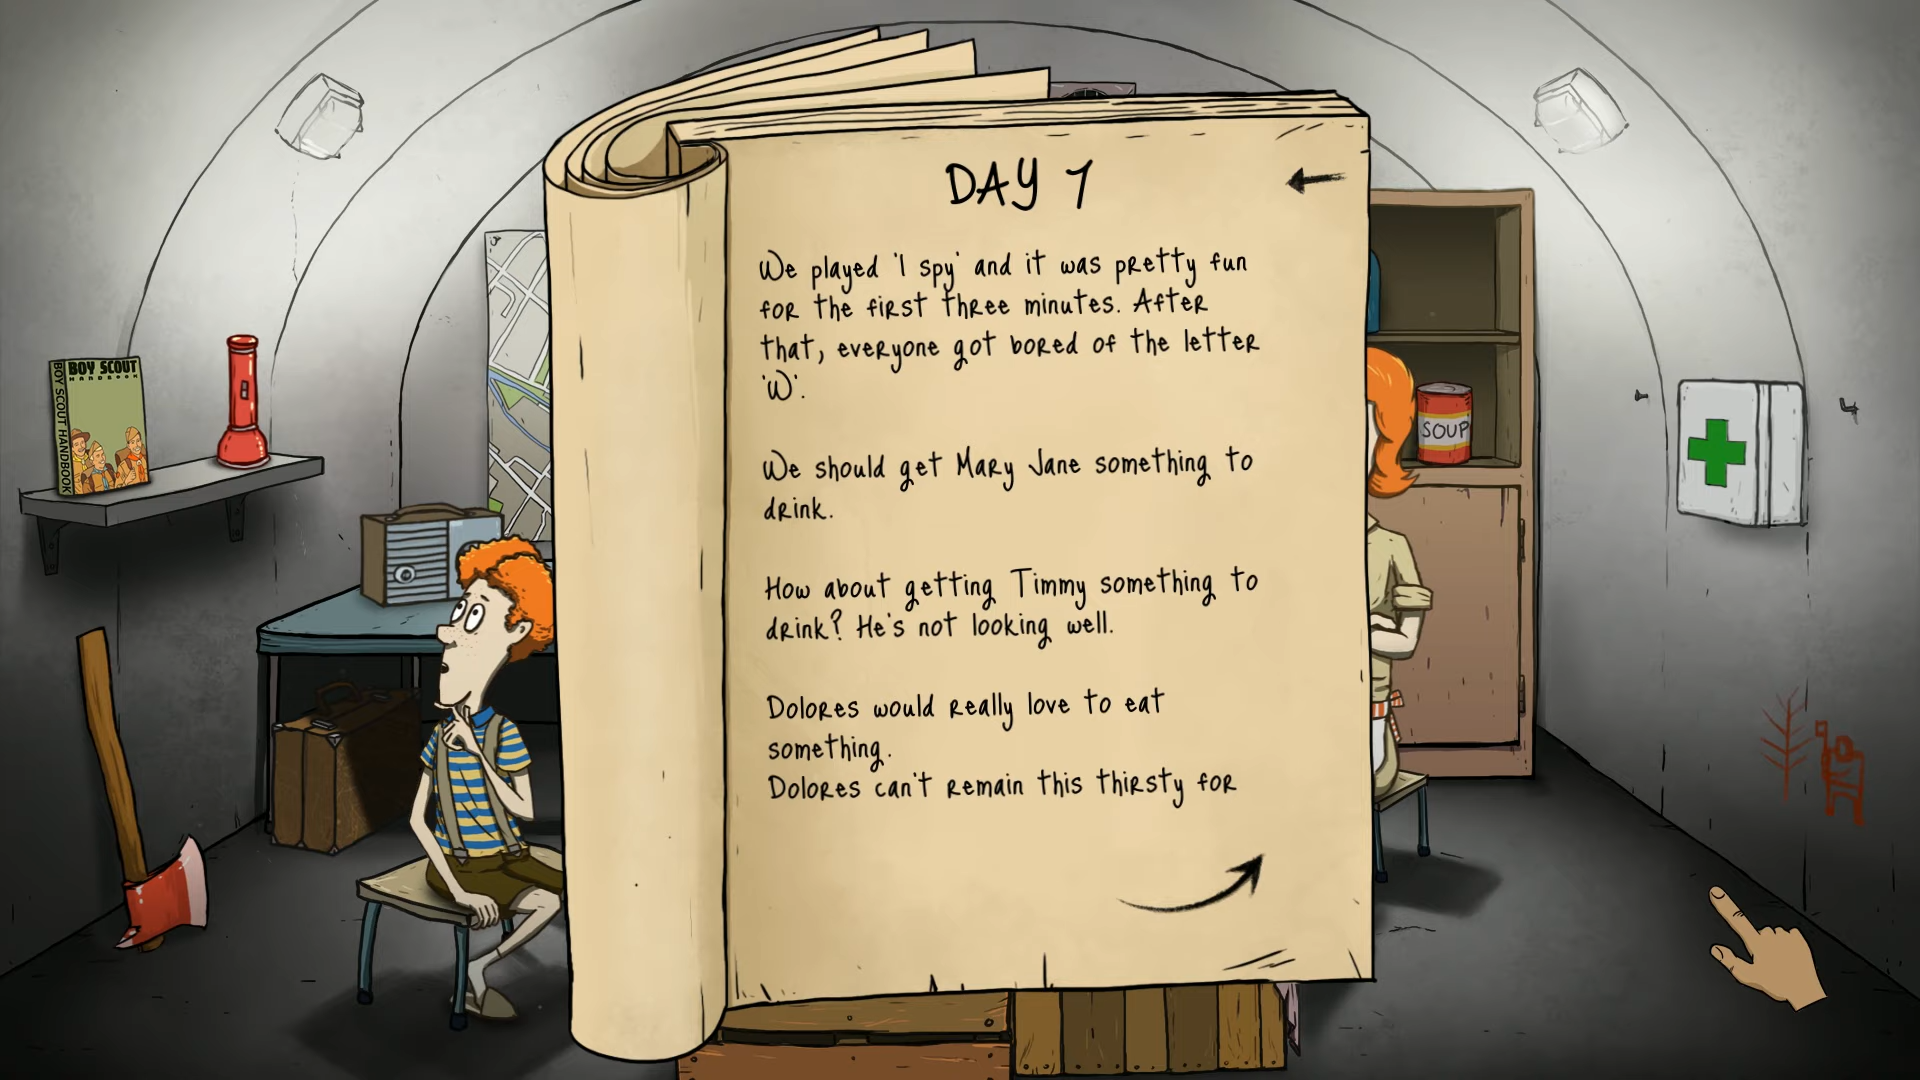 DAY 7
We played 'I spy' and it was pretty fun
for the first three minutes. After
that, everyone got bored of the letter
'W'.
We should get Mary Jane something to
drink.
How about getting Timmy something to
drink? He's not looking well.
Dolores would really love to eat
something.
Dolores can't remain this thirsty for
BOY SCOUT
HANDBOOK
BOY SCOUT HANDBOOK
SOUP